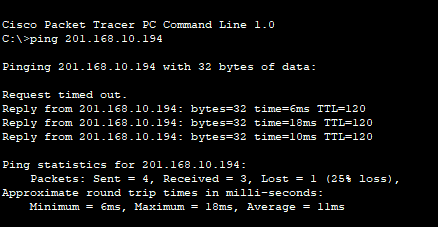 Cisco Packet Tracer PC Command Line 1.0
C:\>ping 201.168.10.194
Pinging 201.168.10.194 with 32 bytes of data:
Request timed out.
Reply from 201.168.10.194: bytes=32 time=6ms TTL=120
Reply from 201.168.10.194: bytes=32 time=18ms TTL=120
Reply from 201.168.10.194: bytes=32 time=10ms TTL=120
Ping statistics for 201.168.10.194:
Packets: Sent = 4, Received = 3, Lost = 1 (25% loss),
Approximate round trip times in milli-seconds:
Minimum = 6ms, Maximum = 18ms, Average = 11ms